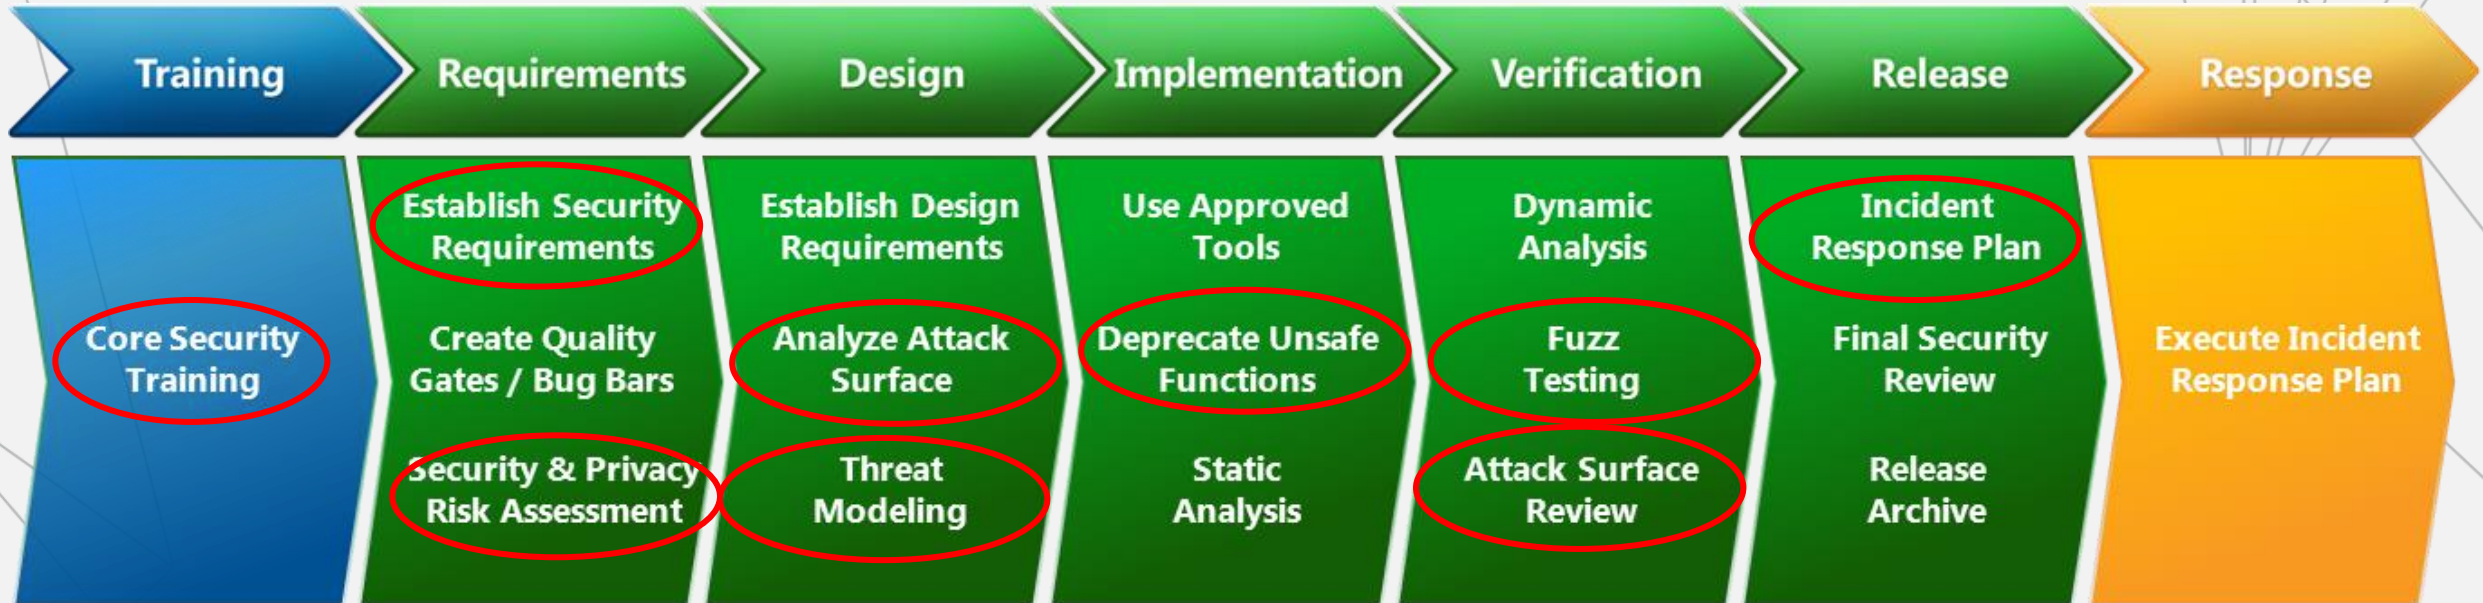 Training
Requirements
Design
Implementation
Verification
Release
Response
Core Security
Training
Establish Security
Requirements
Create Quality
Gates / Bug Bars
Security & Privacy
Risk Assessment
Establish Design
Requirements
Analyze Attack
Surface
Threat
Modeling
Use Approved
Tools
Deprecate Unsafe
Functions
Static
Analysis
Dynamic
Analysis
Fuzz
Testing
Attack Surface
Review
Incident
Response Plan
Final Security
Review
Release
Archive
Execute Incident
Response Plan